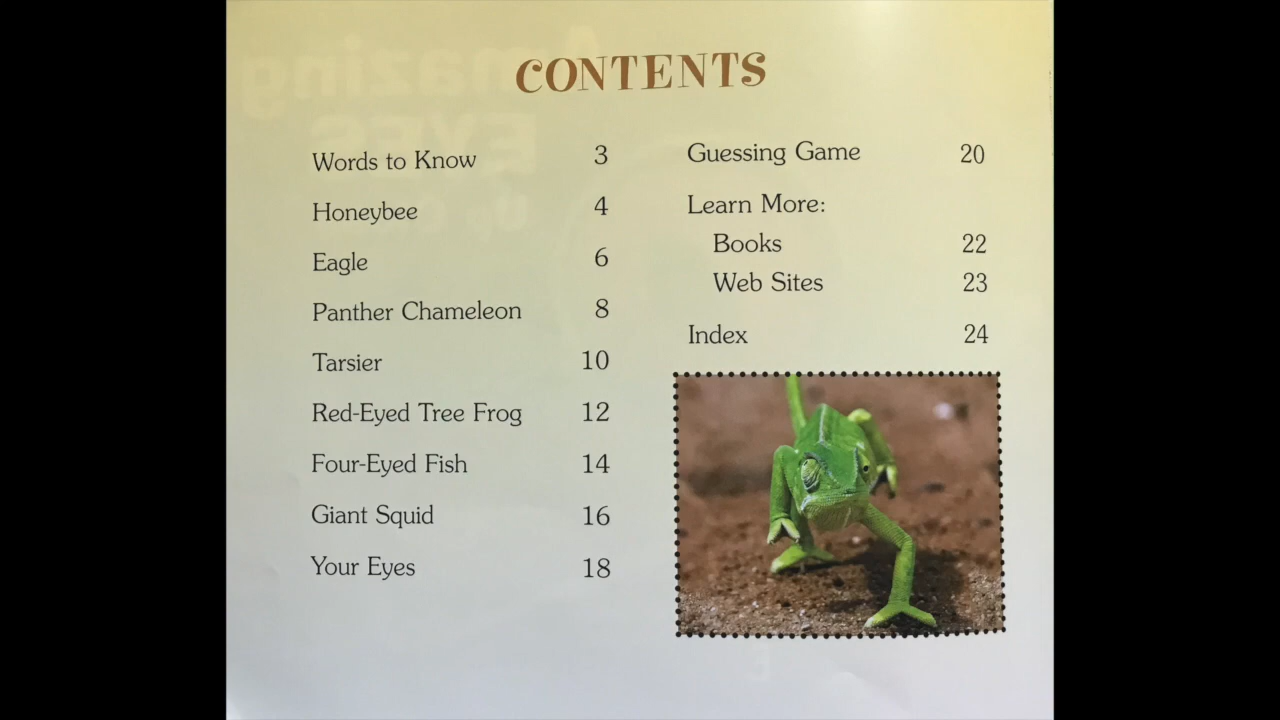 CONTENTS
Words to Know 3
Honeybee 4
Eagle 6
Panther Chameleon 8
Tarsier 10
Red-Eyed Tree Frog 12
Four-Eyed Fish 14
Giant Squid 16
Your Eyes 18
Guessing Game 20
Learn More:
Books 22
Web Sites 23
Index 24